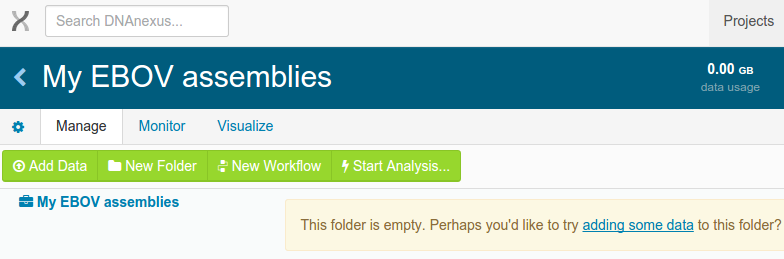 Search DNAnexus...
Projects
My EBOV assemblies
0.00 GB
data usage
Manage Monitor Visualize
Add Data New Folder New Workflow Start Analysis...
My EBOV assemblies
This folder is empty. Perhaps you'd like to try adding some data to this folder?